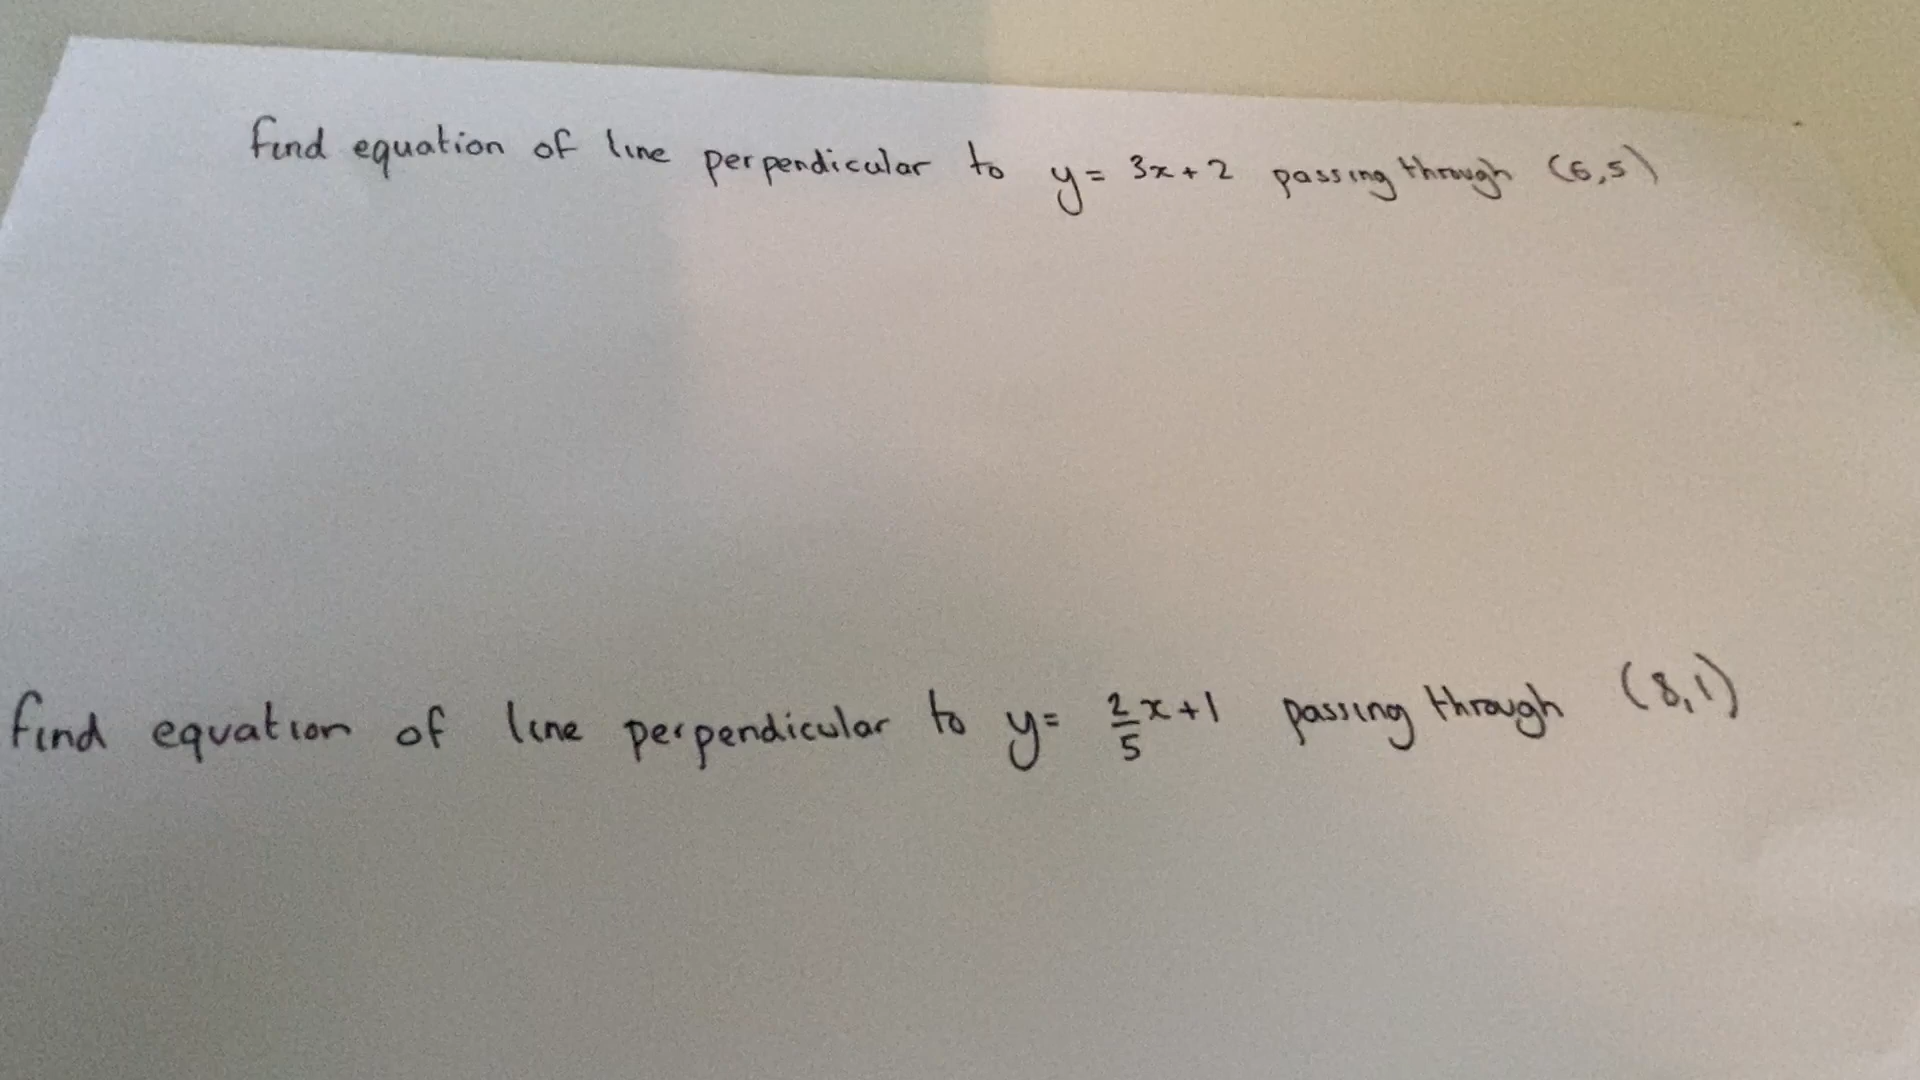 find equation of line perpendicular to y = 3x + 2 passing through (6,5)
find equation of line perpendicular to y = 2/5 x + 1 passing through (8,1)